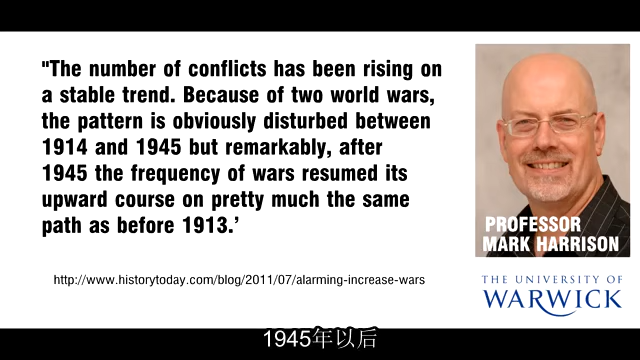 "The number of conflicts has been rising on
a stable trend. Because of two world wars,
the pattern is obviously disturbed between
1914 and 1945 but remarkably, after
1945 the frequency of wars resumed its
upward course on pretty much the same
path as before 1913.'
http://www.historytoday.com/blog/2011/07/alarming-increase-wars
PROFESSOR
MARK HARRISON
THE UNIVERSITY OF
WARWICK
1945年以后